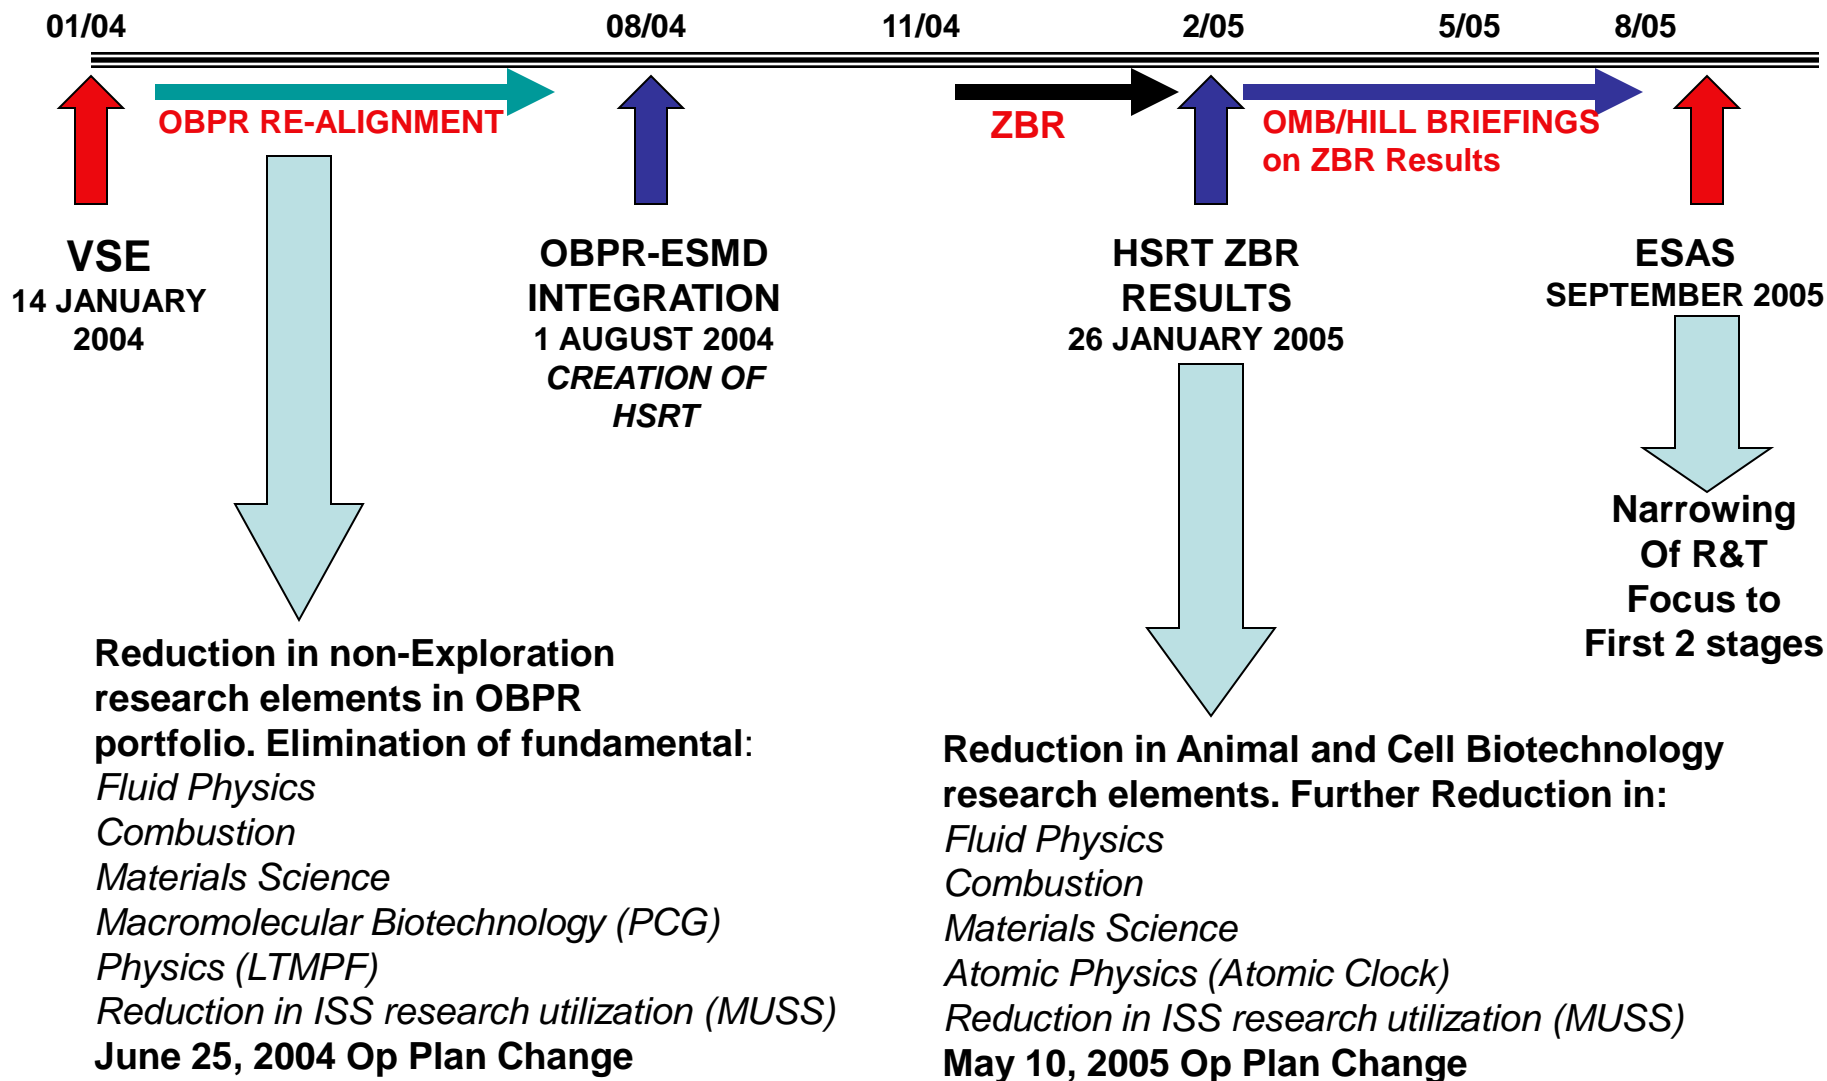 01/04 08/04 11/04 2/05 5/05 8/05
OBPR RE-ALIGNMENT
ZBR
OMB/HILL BRIEFINGS
on ZBR Results
VSE
14 JANUARY
2004
OBPR-ESMD
INTEGRATION
1 AUGUST 2004
CREATION OF
HSRT
HSRT ZBR
RESULTS
26 JANUARY 2005
ESAS
SEPTEMBER 2005
Narrowing
Of R&T
Focus to
First 2 stages
Reduction in non-Exploration
research elements in OBPR
portfolio. Elimination of fundamental:
Fluid Physics
Combustion
Materials Science
Macromolecular Biotechnology (PCG)
Physics (LTMPF)
Reduction in ISS research utilization (MUSS)
June 25, 2004 Op Plan Change
Reduction in Animal and Cell Biotechnology
research elements. Further Reduction in:
Fluid Physics
Combustion
Materials Science
Atomic Physics (Atomic Clock)
Reduction in ISS research utilization (MUSS)
May 10, 2005 Op Plan Change